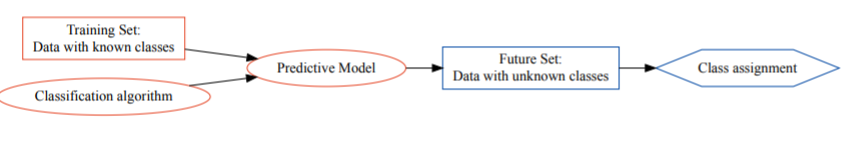 Training Set:
Data with known classes
Classification algorithm
Predictive Model
Future Set:
Data with unknown classes
Class assignment